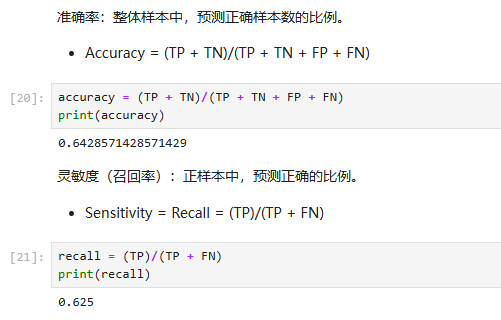 准确率：整体样本中，预测正确样本数的比例。
• Accuracy = (TP + TN)/(TP + TN + FP + FN)
[20]: accuracy = (TP + TN)/(TP + TN + FP + FN)
print(accuracy)
0.6428571428571429
灵敏度（召回率）：正样本中，预测正确的比例。
• Sensitivity = Recall = (TP)/(TP + FN)
[21]: recall = (TP)/(TP + FN)
print(recall)
0.625